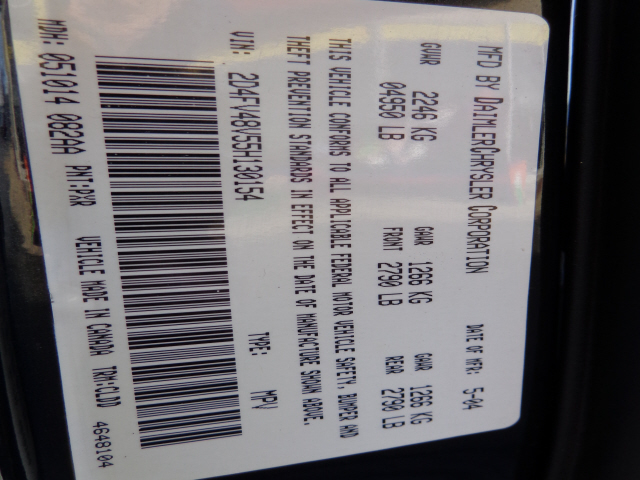 MFD BY DAIMLERCHRYSLER CORPORATION DATE OF MFR: 5-04
GVWR 2246 KG GAWR 1266 KG GAWR 1266 KG
04950 LB FRONT 2790 LB REAR 2790 LB
THIS VEHICLE CONFORMS TO ALL APPLICABLE FEDERAL MOTOR VEHICLE SAFETY, BUMPER AND
THEFT PREVENTION STANDARDS IN EFFECT ON THE DATE OF MANUFACTURE SHOWN ABOVE.
VIN: 2D4FV48V55H130154 TYPE: MPV
MDH: 051014 082AA PNT:DXR VEHICLE MADE IN CANADA TRM:CLDD
4648104